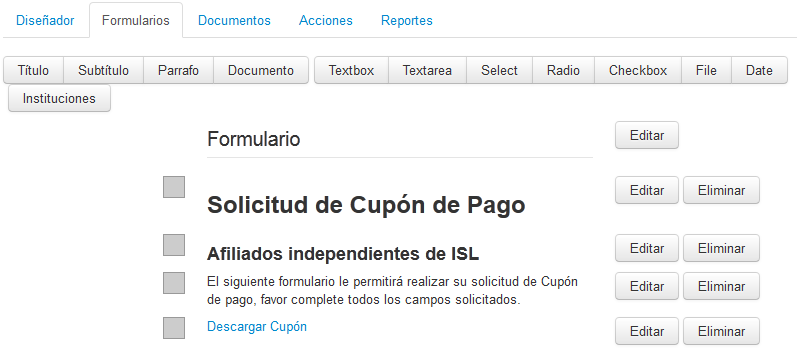 Diseñador Formularios Documentos Acciones Reportes
Título Subtítulo Parrafo Documento Textbox Textarea Select Radio Checkbox File Date
Instituciones
Formulario Editar
Solicitud de Cupón de Pago Editar Eliminar
Afiliados independientes de ISL Editar Eliminar
El siguiente formulario le permitirá realizar su solicitud de Cupón Editar Eliminar
de pago, favor complete todos los campos solicitados.
Descargar Cupón Editar Eliminar